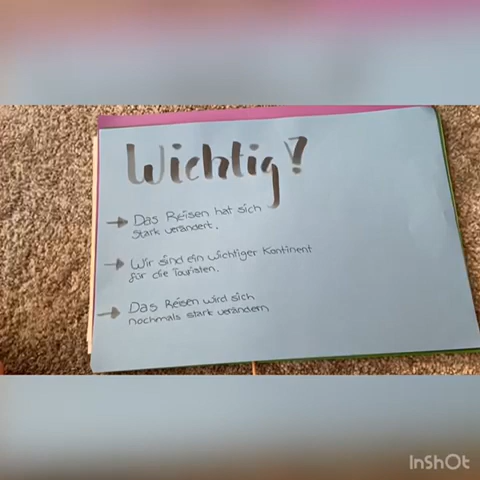 Wichtig?
→ Das Reisen hat sich
stark verändert.
→ Wir sind ein wichtiger Kontinent
für die Touristen.
→ Das Reisen wird sich
nochmals stark verändern
InShOt